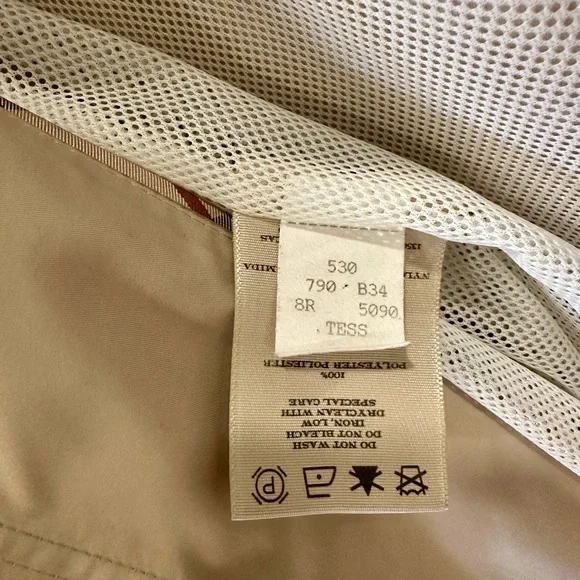 530
790 B34
8R 5090
TESS
100%
POLYESTER POLIESTER
DO NOT WASH
DO NOT BLEACH
IRON, LOW
DRYCLEAN WITH
SPECIAL CARE
P